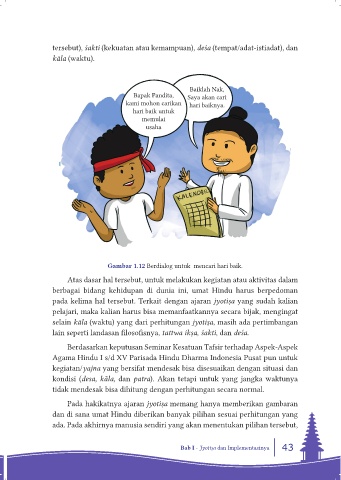 tersebut), śakti (kekuatan atau kemampuan), deśa (tempat/adat-istiadat), dan
kāla (waktu).
Bapak Pandita,
kami mohon carikan
hari baik untuk
memulai
usaha
Baiklah Nak,
Saya akan cari
hari baiknya.
KALENDER
Gambar 1.12 Berdialog untuk mencari hari baik.
Atas dasar hal tersebut, untuk melakukan kegiatan atau aktivitas dalam
berbagai bidang kehidupan di dunia ini, umat Hindu harus berpedoman
pada kelima hal tersebut. Terkait dengan ajaran jyotiṣa yang sudah kalian
pelajari, maka kalian harus bisa memanfaatkannya secara bijak, mengingat
selain kāla (waktu) yang dari perhitungan jyotiṣa, masih ada pertimbangan
lain seperti landasan filosofisnya, tattwa ikṣa, śakti, dan deśa.
Berdasarkan keputusan Seminar Kesatuan Tafsir terhadap Aspek-Aspek
Agama Hindu I s/d XV Parisada Hindu Dharma Indonesia Pusat pun untuk
kegiatan/yajna yang bersifat mendesak bisa disesuaikan dengan situasi dan
kondisi (desa, kāla, dan patra). Akan tetapi untuk yang jangka waktunya
tidak mendesak bisa dihitung dengan perhitungan secara normal.
Pada hakikatnya ajaran jyotiṣa memang hanya memberikan gambaran
dan di sana umat Hindu diberikan banyak pilihan sesuai perhitungan yang
ada. Pada akhirnya manusia sendiri yang akan menentukan pilihan tersebut,
Bab I - Jyotiṣa dan Implementasinya 43